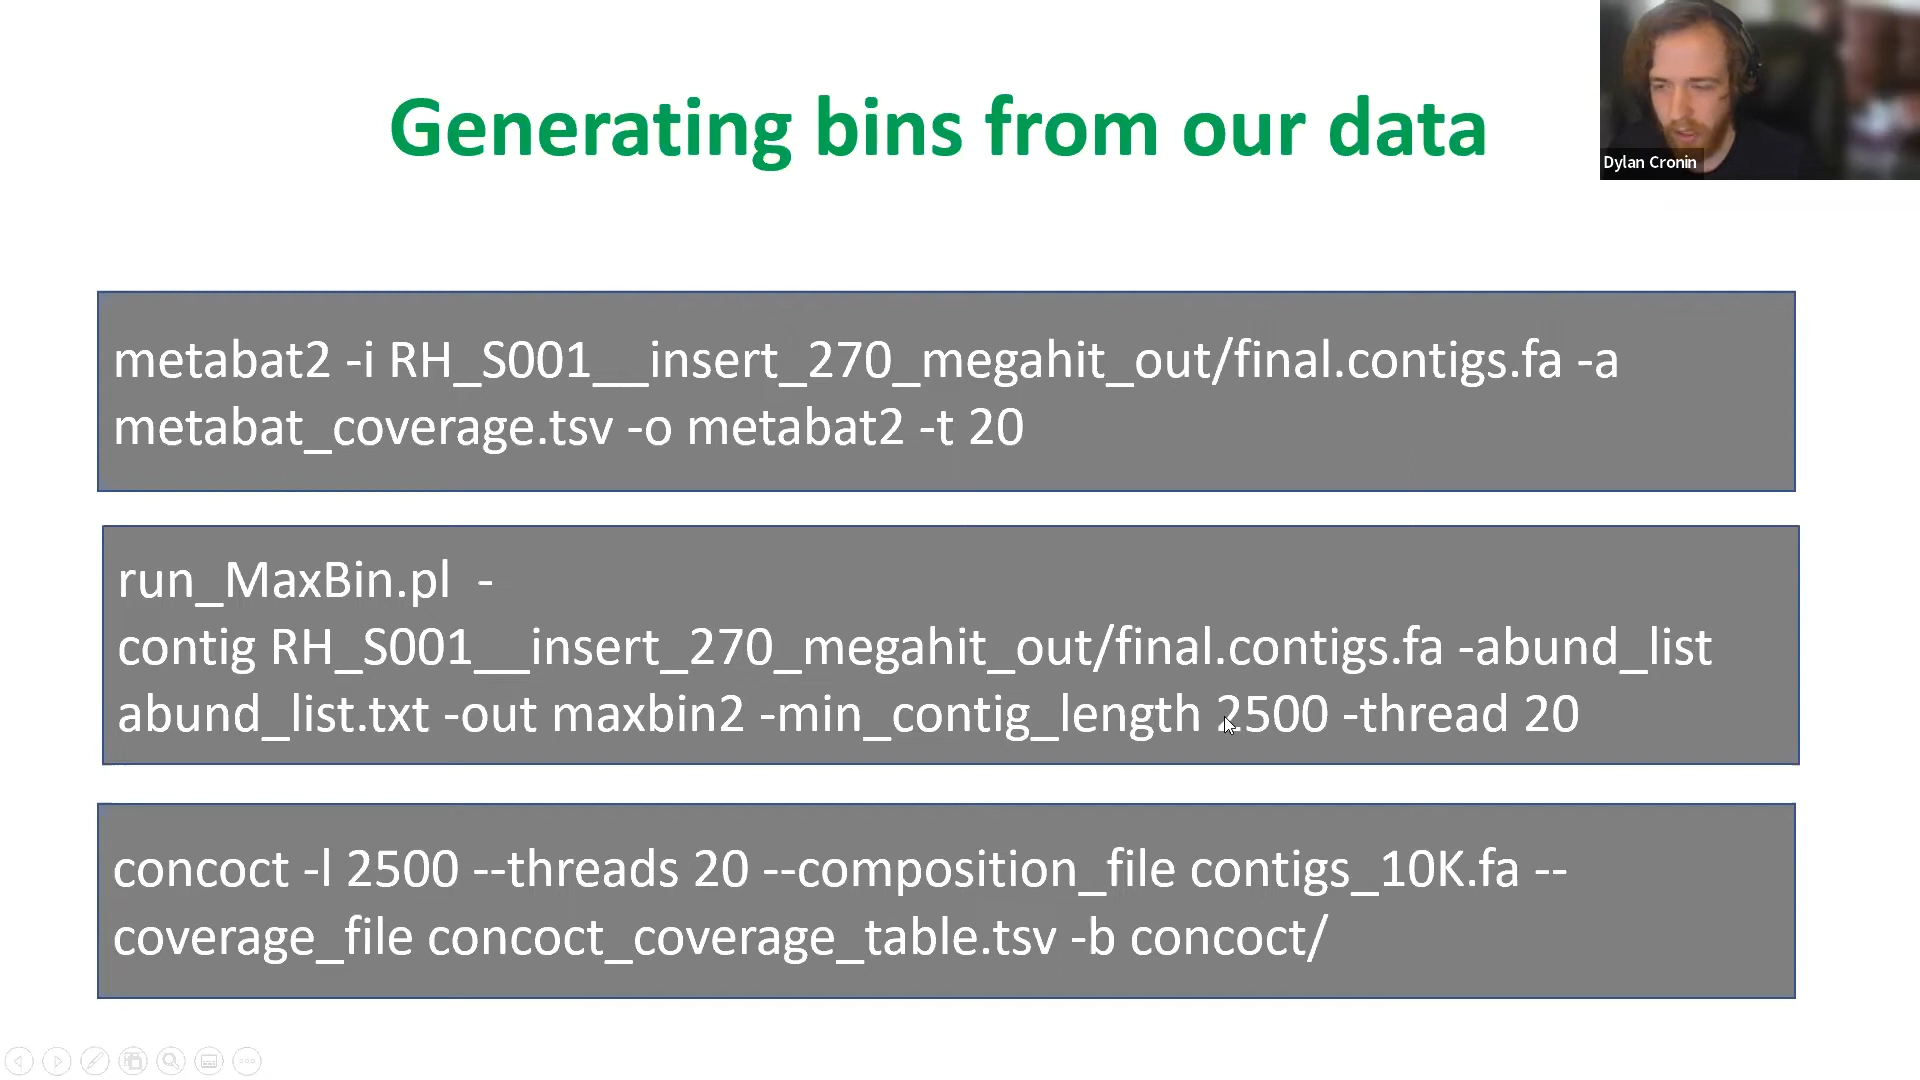 Generating bins from our data
Dylan Cronin
metabat2 -i RH_S001__insert_270_megahit_out/final.contigs.fa -a
metabat_coverage.tsv -o metabat2 -t 20
run_MaxBin.pl  -
contig RH_S001__insert_270_megahit_out/final.contigs.fa -abund_list
abund_list.txt -out maxbin2 -min_contig_length 2500 -thread 20
concoct -l 2500 --threads 20 --composition_file contigs_10K.fa --
coverage_file concoct_coverage_table.tsv -b concoct/